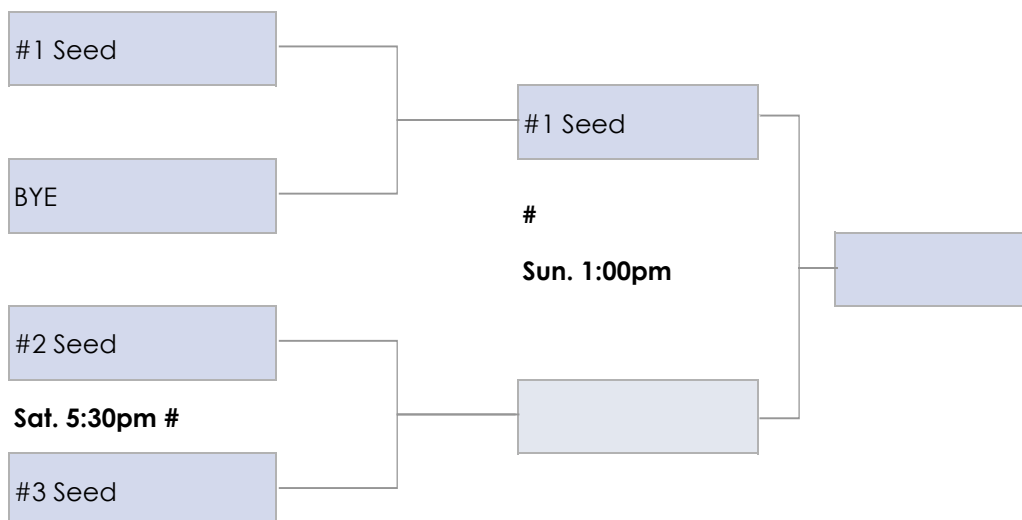 #1 Seed
#1 Seed
BYE
#
Sun. 1:00pm
#2 Seed
Sat. 5:30pm #
#3 Seed